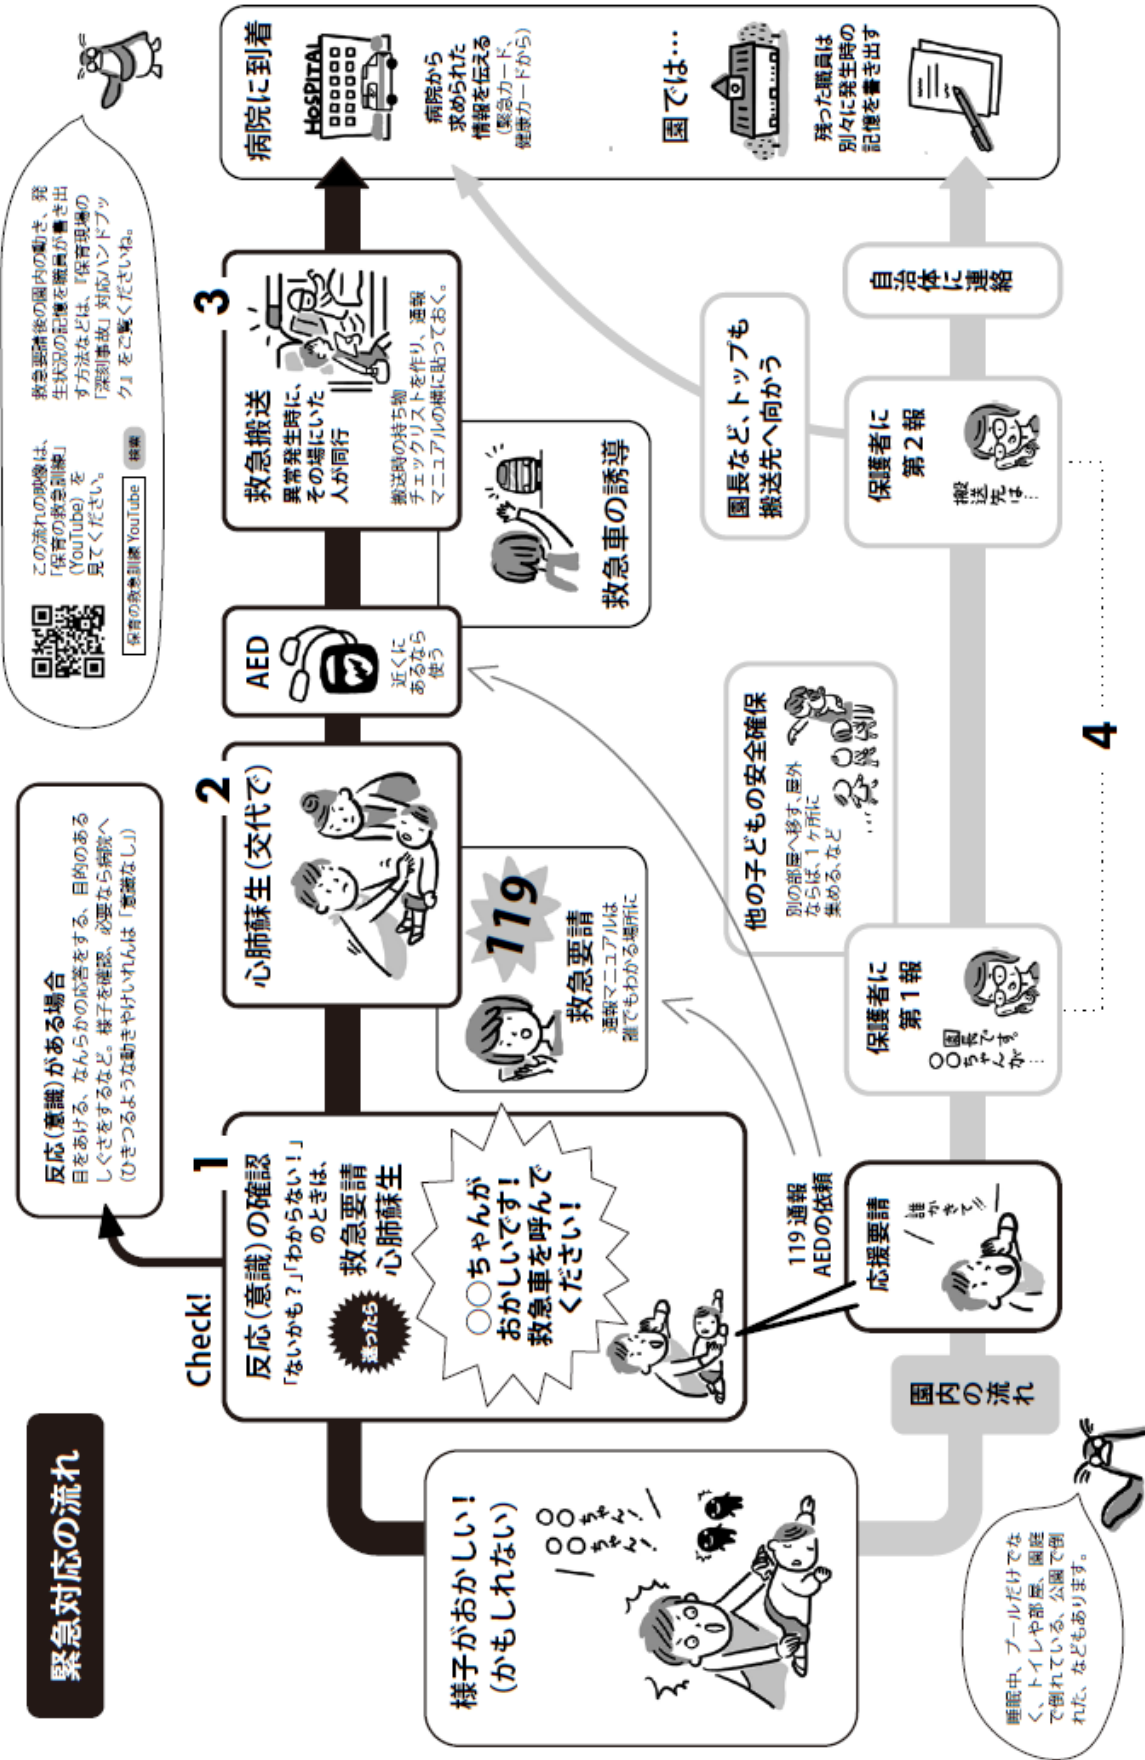 緊急対応の流れ
様子がおかしい!
(かもしれない)
○○ちゃん!
○○ちゃん!
睡眠中、プールだけでな
く、トイレや部屋、園庭
で倒れている、公園で倒
れた、などもあります。
Check!
1
反応(意識)の確認
「ないかも?」「わからない!」
のときは、
迷ったら
救急要請
心肺蘇生
○○ちゃんが
おかしいです!
救急車を呼んで
ください!
反応(意識)がある場合
目をあける、なんらかの応答をする、目的のある
しぐさをするなど。様子を確認、必要なら病院へ
(ひきつるような動きやけいれんは「意識なし」)
園内の流れ
応援要請
誰かきて!!
119通報
AEDの依頼
2
心肺蘇生(交代で)
119
救急要請
通報マニュアルは
誰でもわかる場所に
AED
近くに
あるなら
使う
保護者に
第1報
園長です。
○○ちゃんが…
他の子どもの安全確保
別の部屋へ移す、屋外
ならば、1ヶ所に
集める、など
…
4
3
救急搬送
異常発生時に、
その場にいた
人が同行
搬送時の持ち物
チェックリストを作り、通報
マニュアルの横に貼っておく。
救急車の誘導
保護者に
第2報
搬送先は…
園長など、トップも
搬送先へ向かう
自治体に連絡
病院に到着
HOSPITAL
病院から
求められた
情報を伝える
(緊急カード、
健康カードから)
園では…
残った職員は
別々に発生時の
記憶を書き出す
この流れの映像は、
「保育の救急訓練」
(YouTube)を
見てください。
保育の救急訓練 YouTube
検索
救急要請後の園内の動き、発
生状況の記憶を職員が書き出
す方法などは、『保育現場の
「深刻事故」対応ハンドブッ
ク』をご覧くださいね。